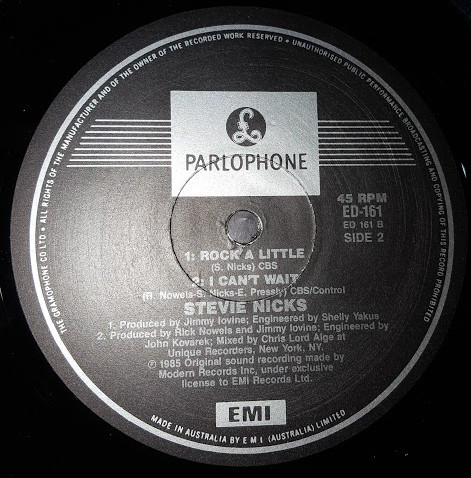 THE GRAMOPHONE CO LTD • ALL RIGHTS OF THE MANUFACTURER AND OF THE OWNER OF THE RECORDED WORK RESERVED • UNAUTHORISED PUBLIC PERFORMANCE BROADCASTING AND COPYING OF THIS RECORD PROHIBITED
£
PARLOPHONE
45 RPM
ED-161
ED 161 B
SIDE 2
1: ROCK A LITTLE
(S. Nicks) CBS
2: I CAN'T WAIT
(R. Nowels-S. Nicks-E. Pressly) CBS/Control
STEVIE NICKS
1. Produced by Jimmy Iovine; Engineered by Shelly Yakus
2. Produced by Rick Nowels and Jimmy Iovine; Engineered by
John Kovarek; Mixed by Chris Lord Alge at
Unique Recorders, New York, NY.
℗ 1985 Original sound recording made by
Modern Records Inc, under exclusive
license to EMI Records Ltd.
EMI
MADE IN AUSTRALIA BY E M I (AUSTRALIA) LIMITED